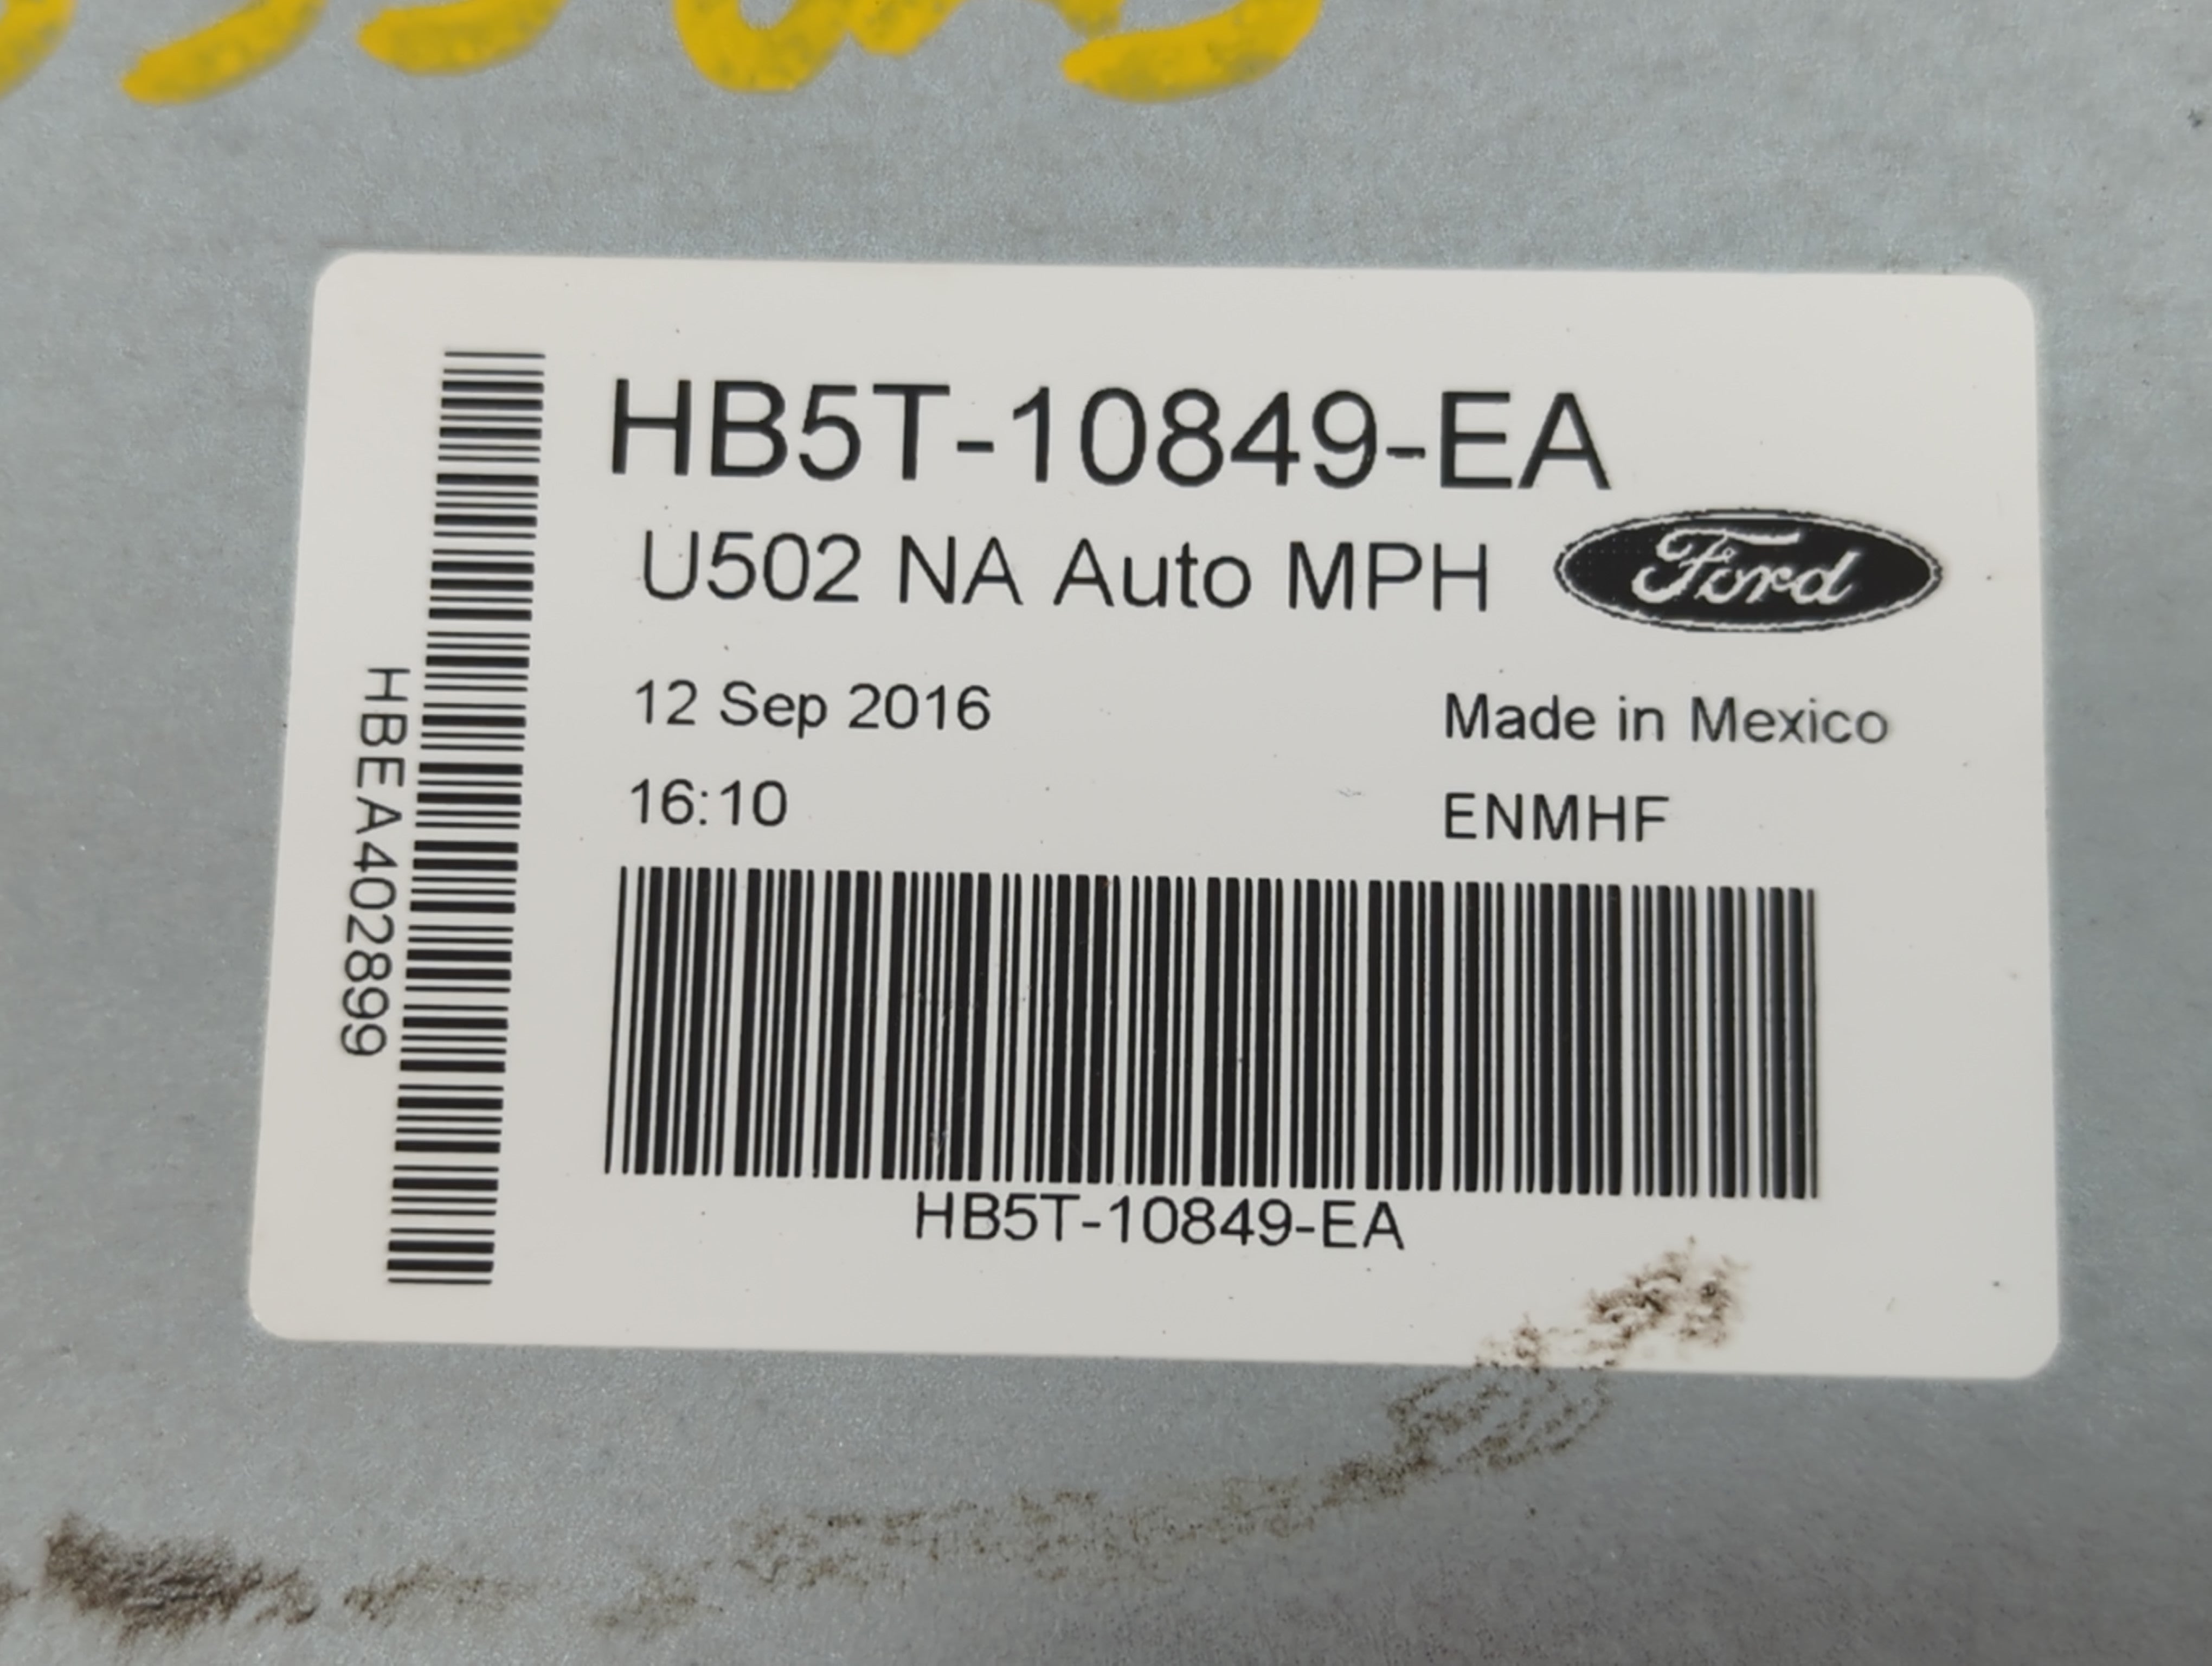 HB5T-10849-EA
U502 NA Auto MPH
Ford
12 Sep 2016
Made in Mexico
16:10
ENMHF
HBEA402899
HB5T-10849-EA